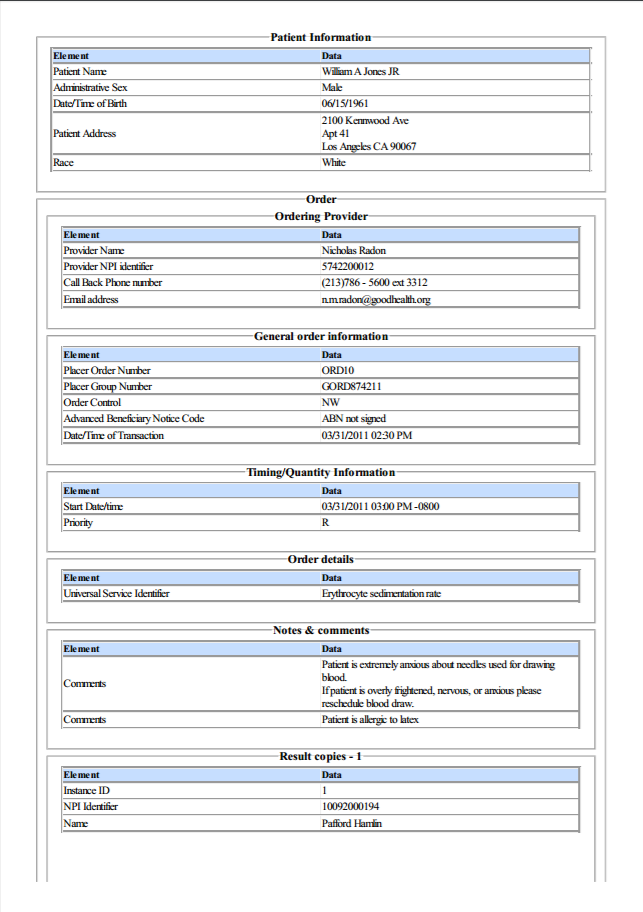 Patient Information
Element Data
Patient Name William A Jones JR
Administrative Sex Male
Date/Time of Birth 06/15/1961
Patient Address 2100 Kennwood Ave
Apt 41
Los Angeles CA 90067
Race White
Order
Ordering Provider
Element Data
Provider Name Nicholas Radon
Provider NPI identifier 5742200012
Call Back Phone number (213)786 - 5600 ext 3312
Email address n.m.radon@goodhealth.org
General order information
Element Data
Placer Order Number ORD10
Placer Group Number GORD874211
Order Control NW
Advanced Beneficiary Notice Code ABN not signed
Date/Time of Transaction 03/31/2011 02:30 PM
Timing/Quantity Information
Element Data
Start Date/time 03/31/2011 03:00 PM -0800
Priority R
Order details
Element Data
Universal Service Identifier Erythrocyte sedimentation rate
Notes & comments
Element Data
Comments Patient is extremely anxious about needles used for drawing
blood.
If patient is overly frightened, nervous, or anxious please
reschedule blood draw.
Comments Patient is allergic to latex
Result copies - 1
Element Data
Instance ID 1
NPI Identifier 10092000194
Name Pafford Hamlin